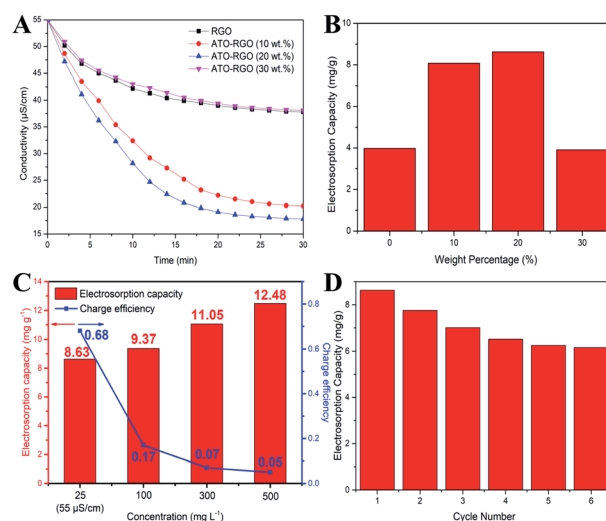 A
RGO
ATO-RGO (10 wt.%)
ATO-RGO (20 wt.%)
ATO-RGO (30 wt.%)
Conductivity (µS/cm)
55
50
45
40
35
30
25
20
15
0 5 10 15 20 25 30
Time (min)
B
Electrosorption Capacity (mg/g)
10
8
6
4
2
0
0 10 20 30
Weight Percentage (%)
C
Electrosorption capacity
Charge efficiency
Electrosorption capacity (mg g⁻¹)
14
12
10
8
6
4
2
0
8.63
9.37
11.05
12.48
0.68
0.17
0.07
0.05
0.8
0.6
0.4
0.2
0.0
Charge efficiency
25 100 300 500
(55 µS/cm)
Concentration (mg L⁻¹)
D
Electrosorption Capacity (mg/g)
8
6
4
2
0
1 2 3 4 5 6
Cycle Number